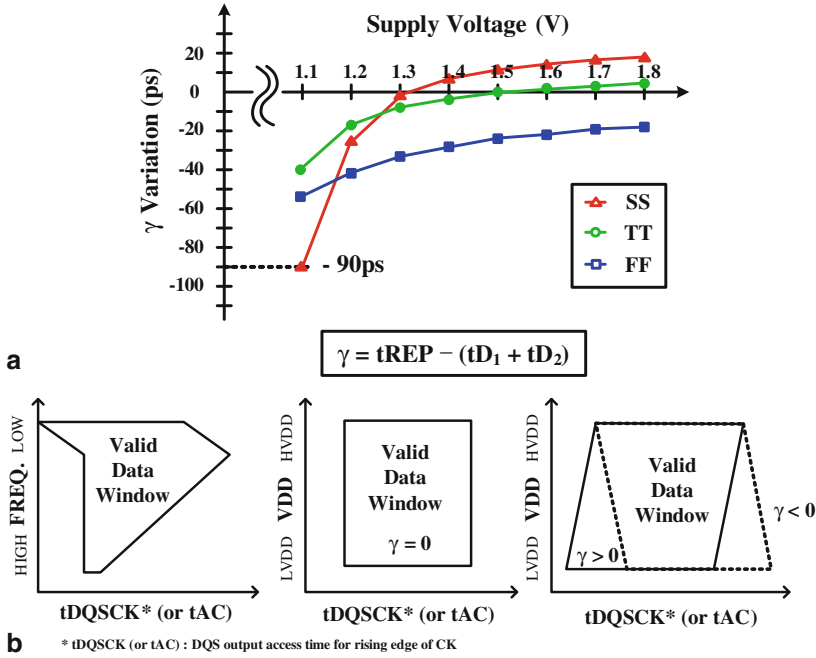 Supply Voltage (V)
γ Variation (ps)
20
0
-20
-40
-60
-80
-100
1.1 1.2 1.3 1.4 1.5 1.6 1.7 1.8
SS
TT
FF
- 90ps
γ = tREP − (tD₁ + tD₂)
a
HIGH FREQ. LOW
Valid
Data
Window
tDQSCK* (or tAC)
LVDD VDD HVDD
Valid
Data
Window
γ = 0
tDQSCK* (or tAC)
LVDD VDD HVDD
Valid
Data
Window
γ > 0
γ < 0
tDQSCK* (or tAC)
b
* tDQSCK (or tAC) : DQS output access time for rising edge of CK